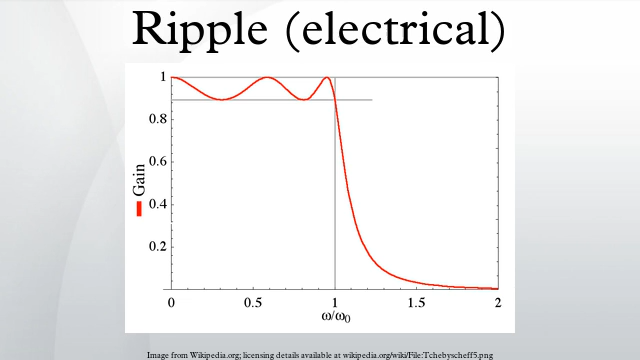 Ripple (electrical)
1
0.8
0.6
Gain
0.4
0.2
0 0.5 1 1.5 2
ω/ω0
Image from Wikipedia.org; licensing details available at wikipedia.org/wiki/File:Tchebyscheff5.png